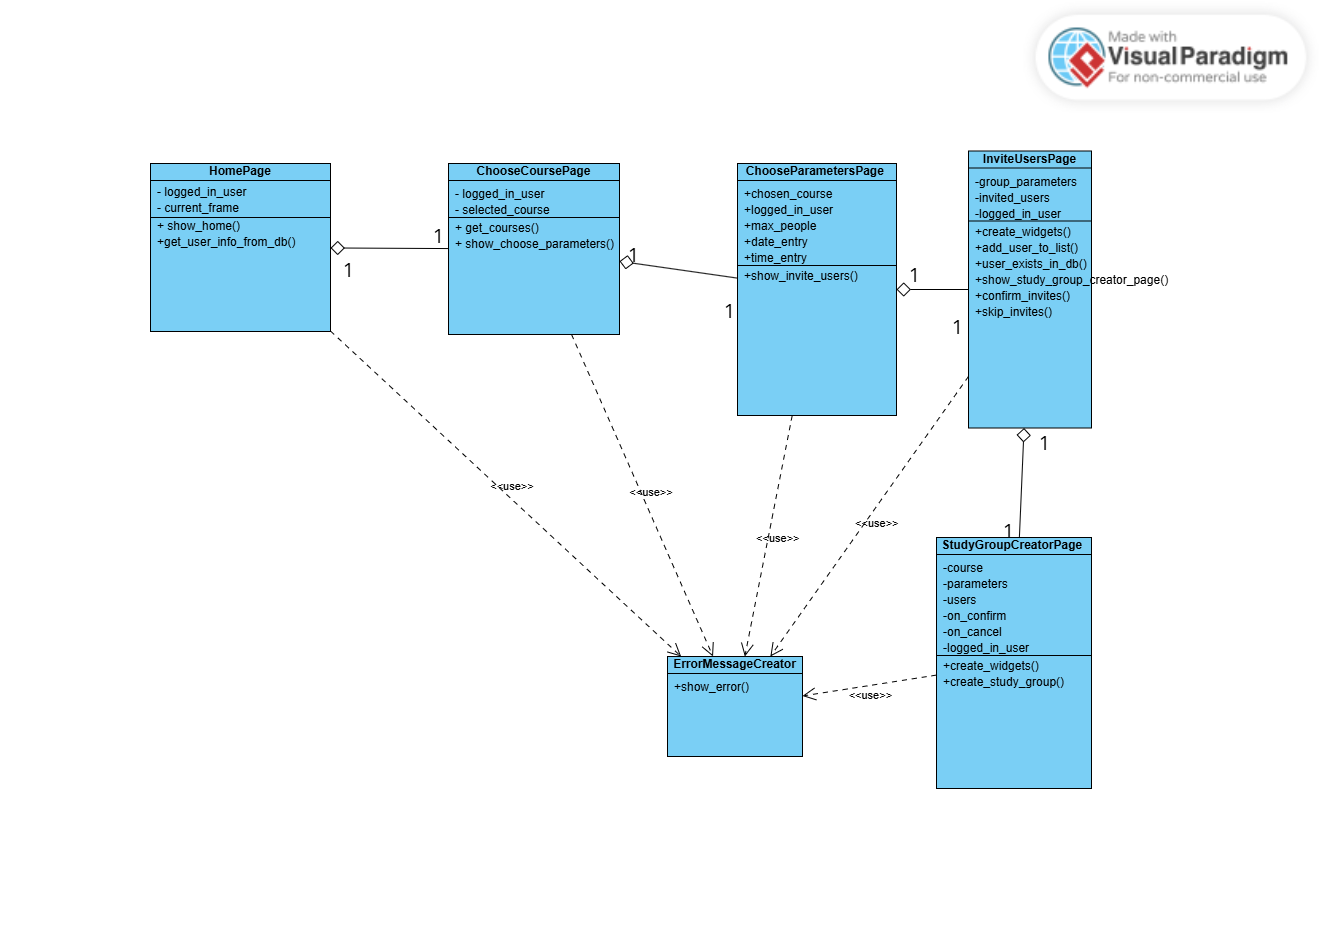 Made with
Visual Paradigm
For non-commercial use
HomePage
- logged_in_user
- current_frame
+ show_home()
+get_user_info_from_db()
1
1
ChooseCoursePage
- logged_in_user
- selected_course
+ get_courses()
+ show_choose_parameters()
1
1
ChooseParametersPage
+chosen_course
+logged_in_user
+max_people
+date_entry
+time_entry
+show_invite_users()
1
1
InviteUsersPage
-group_parameters
-invited_users
-logged_in_user
+create_widgets()
+add_user_to_list()
+user_exists_in_db()
+show_study_group_creator_page()
+confirm_invites()
+skip_invites()
1
1
<<use>>
<<use>>
<<use>>
<<use>>
StudyGroupCreatorPage
-course
-parameters
-users
-on_confirm
-on_cancel
-logged_in_user
+create_widgets()
+create_study_group()
ErrorMessageCreator
+show_error()
<<use>>